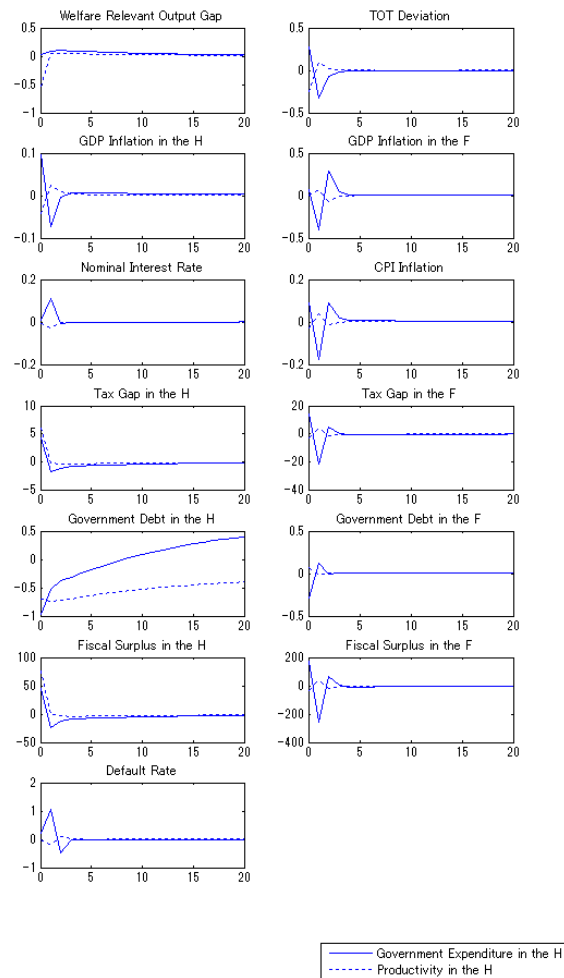 Welfare Relevant Output Gap
0.5
0
-0.5
-1
0 5 10 15 20
TOT Deviation
0.5
0
-0.5
0 5 10 15 20
GDP Inflation in the H
0.1
0
-0.1
0 5 10 15 20
GDP Inflation in the F
0.5
0
-0.5
0 5 10 15 20
Nominal Interest Rate
0.2
0
-0.2
0 5 10 15 20
CPI Inflation
0.2
0
-0.2
0 5 10 15 20
Tax Gap in the H
10
5
0
-5
0 5 10 15 20
Tax Gap in the F
20
0
-20
-40
0 5 10 15 20
Government Debt in the H
0.5
0
-0.5
-1
0 5 10 15 20
Government Debt in the F
0.5
0
-0.5
0 5 10 15 20
Fiscal Surplus in the H
100
50
0
-50
0 5 10 15 20
Fiscal Surplus in the F
200
0
-200
-400
0 5 10 15 20
Default Rate
2
1
0
-1
0 5 10 15 20
Government Expenditure in the H
Productivity in the H